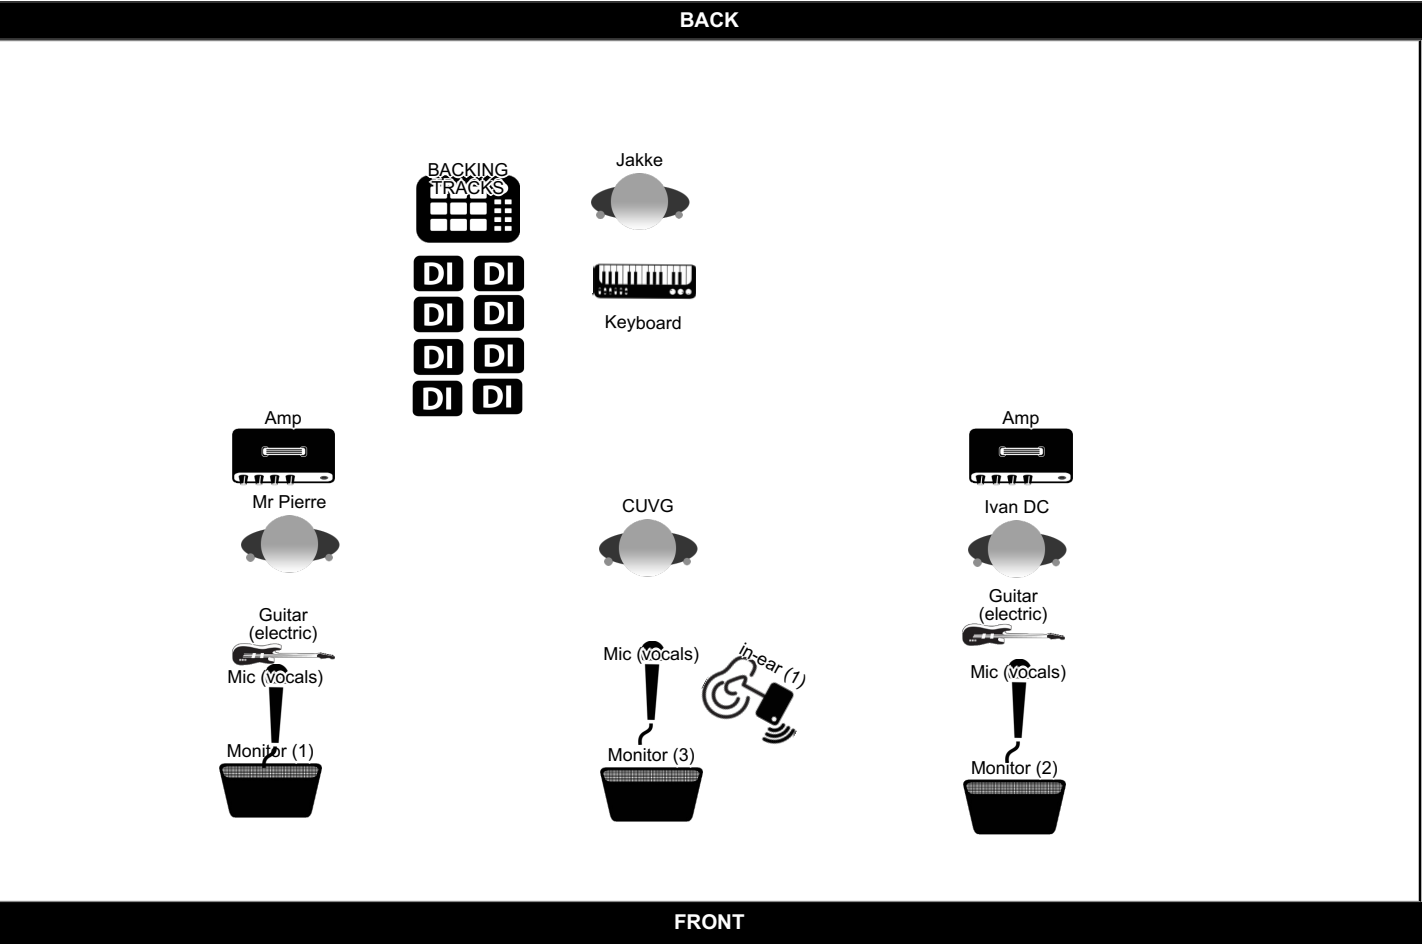 BACK
BACKING
TRACKS
Jakke
DI DI
DI DI
DI DI
DI DI
Keyboard
Amp
Amp
Mr Pierre
CUVG
Ivan DC
Guitar
(electric)
Guitar
(electric)
Mic (vocals)
Mic (vocals)
in-ear (1)
Mic (vocals)
Monitor (1)
Monitor (3)
Monitor (2)
FRONT